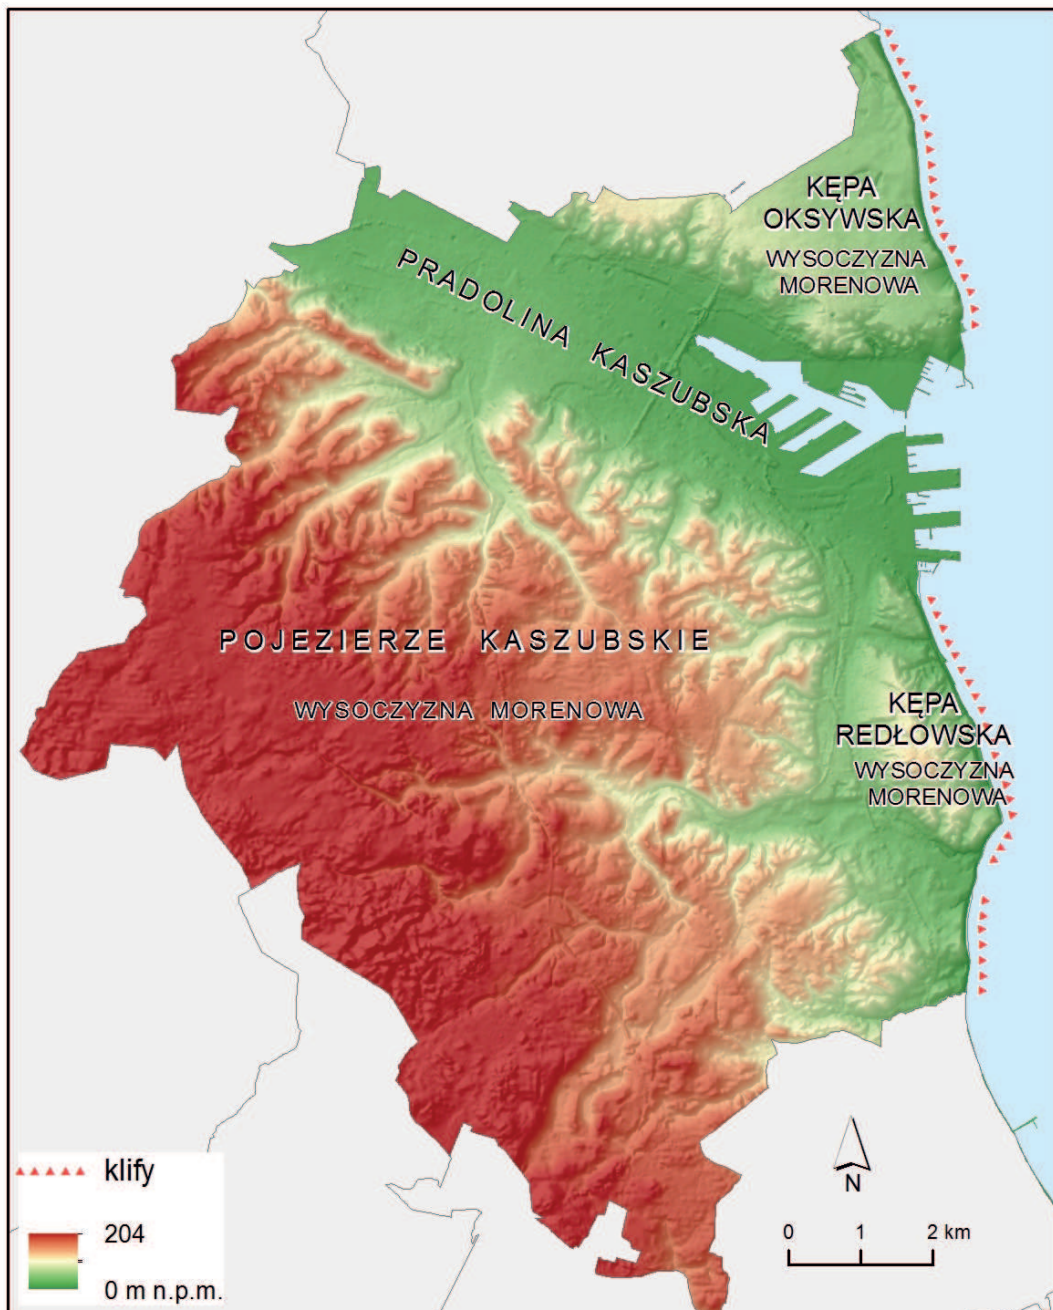 KĘPA
OKSYWSKA
WYSOCZYZNA
MORENOWA
PRADOLINA KASZUBSKA
POJEZIERZE KASZUBSKIE
WYSOCZYZNA MORENOWA
KĘPA
REDŁOWSKA
WYSOCZYZNA
MORENOWA
klify
204
0 m n.p.m.
N
0 1 2 km